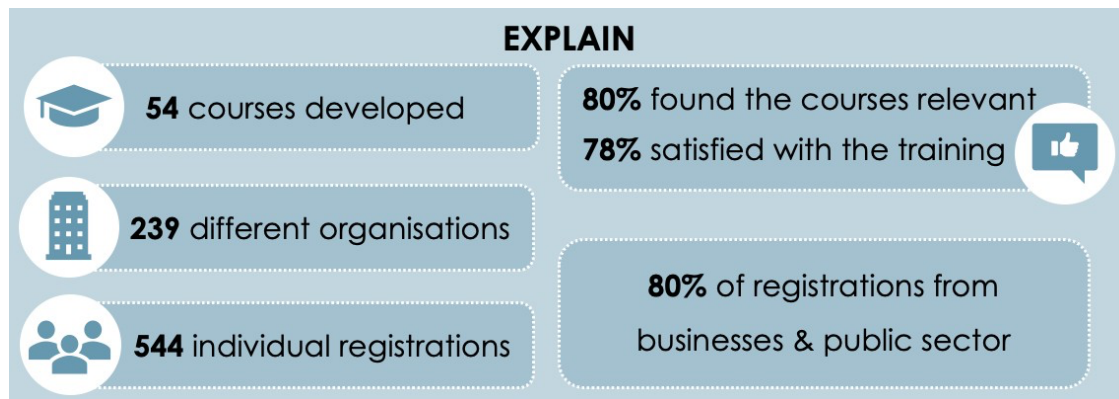 EXPLAIN
54 courses developed
239 different organisations
544 individual registrations
80% found the courses relevant
78% satisfied with the training
80% of registrations from
businesses & public sector